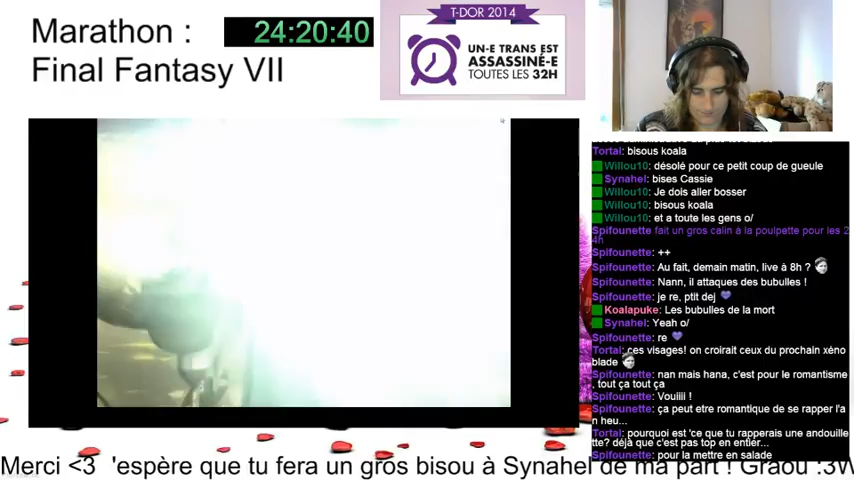 Marathon :
Final Fantasy VII
24:20:40
T-DOR 2014
UN-E TRANS EST
ASSASSINÉ-E
TOUTES LES 32H
Tortal: bisous koala
Willou10: désolé pour ce petit coup de gueule
Synahel: bises Cassie
Willou10: Je dois aller bosser
Willou10: bisous koala
Willou10: et a toute les gens o/
Spifounette fait un gros calin à la poulpette pour les 2
4h
Spifounette: ++
Spifounette: Au fait, demain matin, live à 8h ?
Spifounette: Nann, il attaques des bubulles !
Spifounette: je re, ptit dej
Koalapuke: Les bubulles de la mort
Synahel: Yeah o/
Spifounette: re
Tortal: ces visages! on croirait ceux du prochain xéno
blade
Spifounette: nan mais hana, c'est pour le romantisme
, tout ça tout ça
Spifounette: Vouiiii !
Spifounette: ça peut etre romantique de se rapper l'a
n heu...
Tortal: pourquoi est 'ce que tu rapperais une andouille
tte? déjà que c'est pas top en entier...
Spifounette: pour la mettre en salade
Merci <3 'espère que tu fera un gros bisou à Synahel de ma part ! Graou :3W